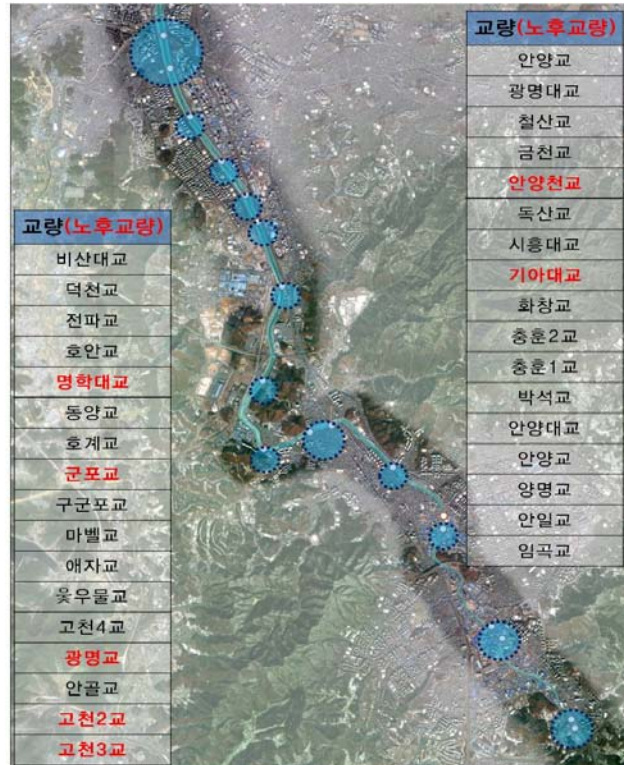 교량(노후교량)
안양교
광명대교
철산교
금천교
안양천교
독산교
시흥대교
기아대교
화창교
충훈2교
충훈1교
박석교
안양대교
안양교
양명교
안일교
임곡교
교량(노후교량)
비산대교
덕천교
전파교
호안교
명학대교
동양교
호계교
군포교
구군포교
마벨교
애자교
옻우물교
고천4교
광명교
안골교
고천2교
고천3교